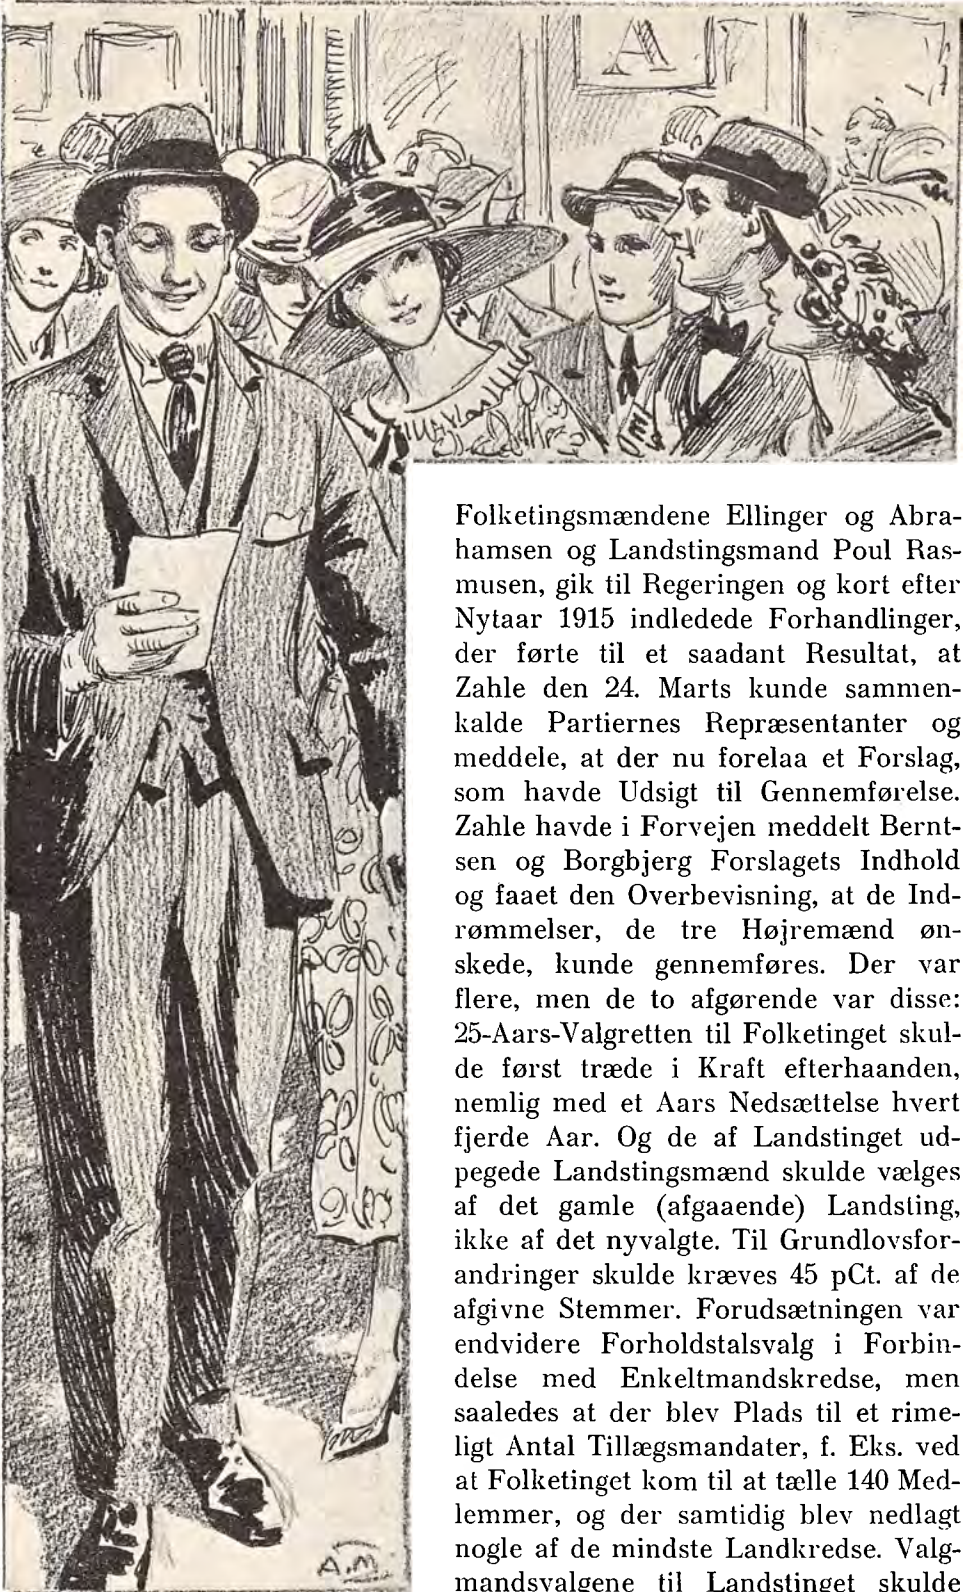 A
Folketingsmændene Ellinger og Abra-
hamsen og Landstingsmand Poul Ras-
musen, gik til Regeringen og kort efter
Nytaar 1915 indledede Forhandlinger,
der førte til et saadant Resultat, at
Zahle den 24. Marts kunde sammen-
kalde Partiernes Repræsentanter og
meddele, at der nu forelaa et Forslag,
som havde Udsigt til Gennemførelse.
Zahle havde i Forvejen meddelt Bernt-
sen og Borgbjerg Forslagets Indhold
og faaet den Overbevisning, at de Ind-
rømmelser, de tre Højremænd øn-
skede, kunde gennemføres. Der var
flere, men de to afgørende var disse:
25-Aars-Valgretten til Folketinget skul-
de først træde i Kraft efterhaanden,
nemlig med et Aars Nedsættelse hvert
fjerde Aar. Og de af Landstinget ud-
pegede Landstingsmænd skulde vælges
af det gamle (afgaaende) Landsting,
ikke af det nyvalgte. Til Grundlovsfor-
andringer skulde kræves 45 pCt. af de
afgivne Stemmer. Forudsætningen var
endvidere Forholdstalsvalg i Forbin-
delse med Enkeltmandskredse, men
saaledes at der blev Plads til et rime-
ligt Antal Tillægsmandater, f. Eks. ved
at Folketinget kom til at tælle 140 Med-
lemmer, og der samtidig blev nedlagt
nogle af de mindste Landkredse. Valg-
mandsvalgene til Landstinget skulde
A.M.